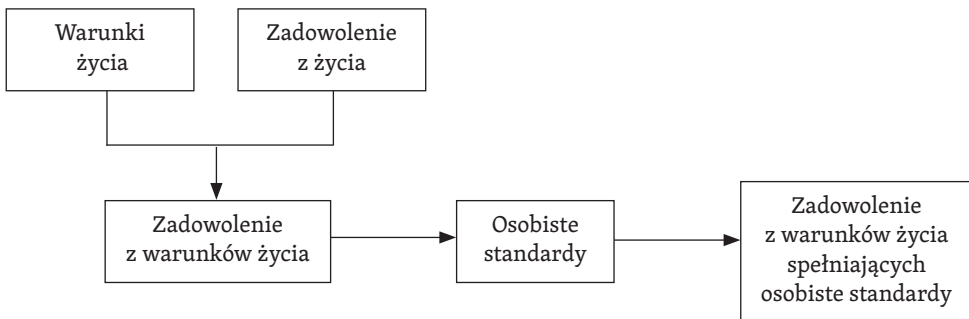 Warunki
życia
Zadowolenie
z życia
Zadowolenie
z warunków życia
Osobiste
standardy
Zadowolenie
z warunków życia
spełniających
osobiste standardy